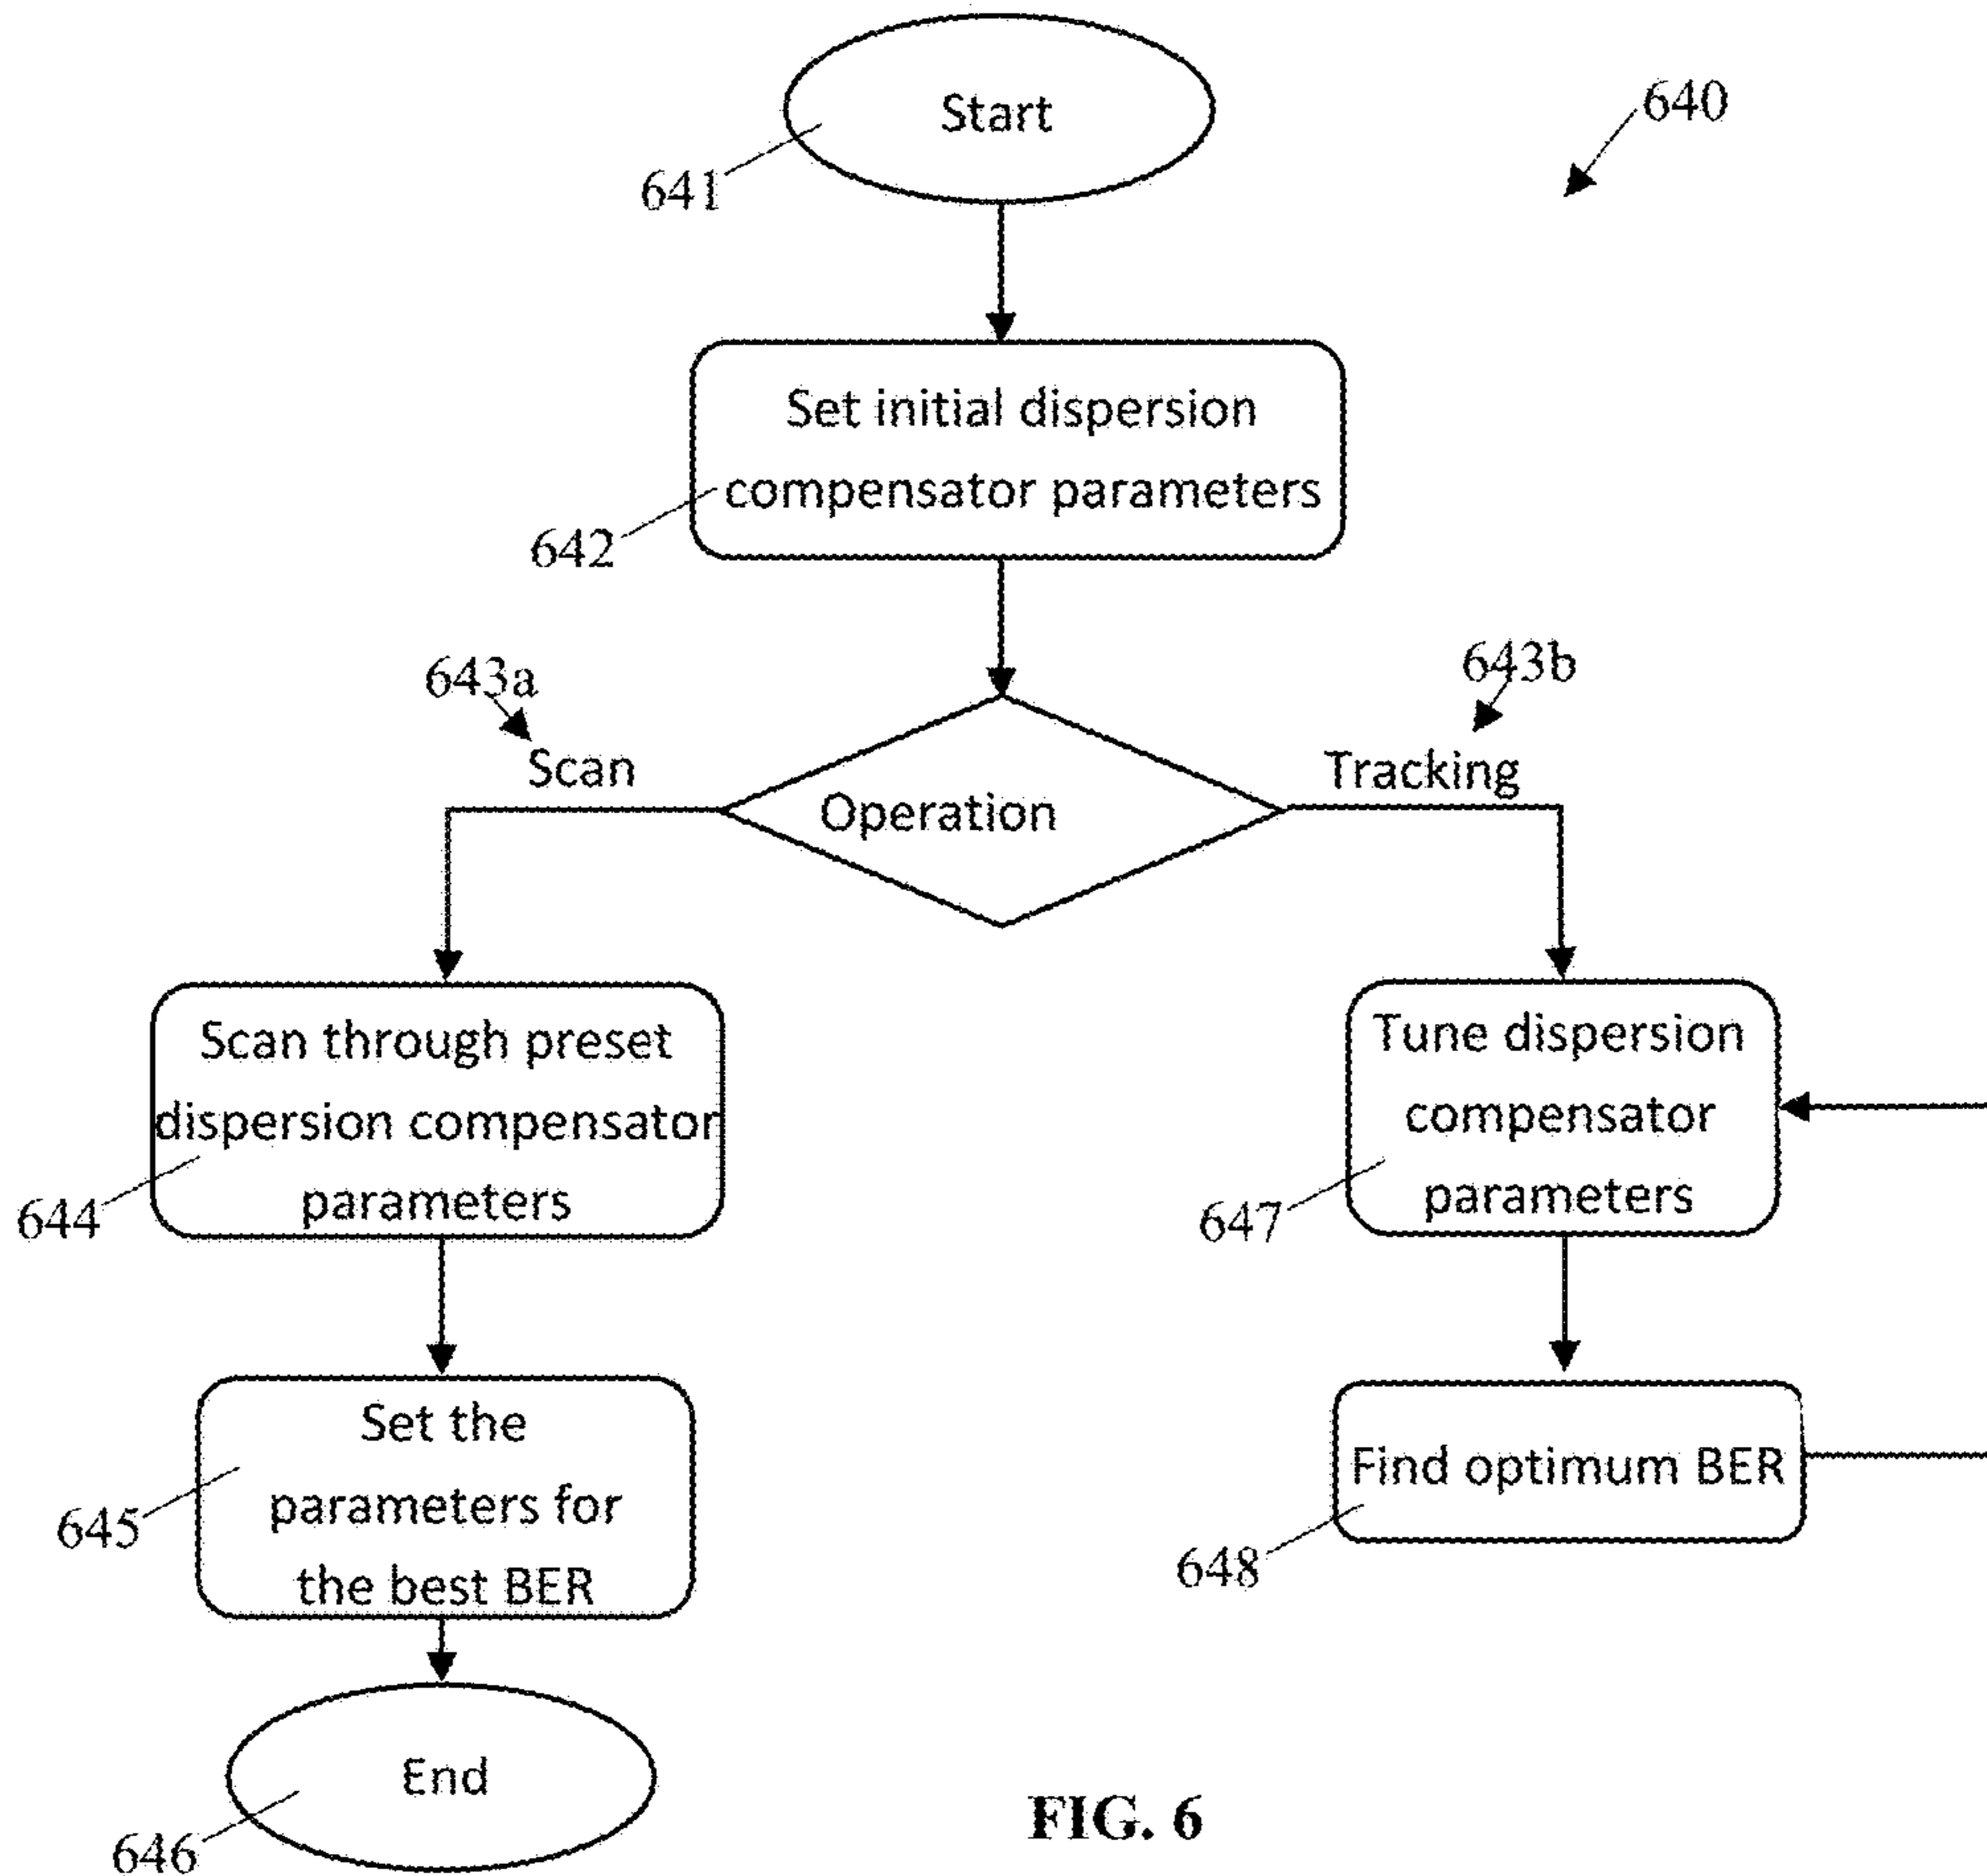 Start
640
641
Set initial dispersion
compensator parameters
642
643a
643b
Scan
Operation
Tracking
Scan through preset
dispersion compensator
parameters
644
Tune dispersion
compensator
parameters
647
Set the
parameters for
the best BER
645
Find optimum BER
648
End
646
FIG. 6